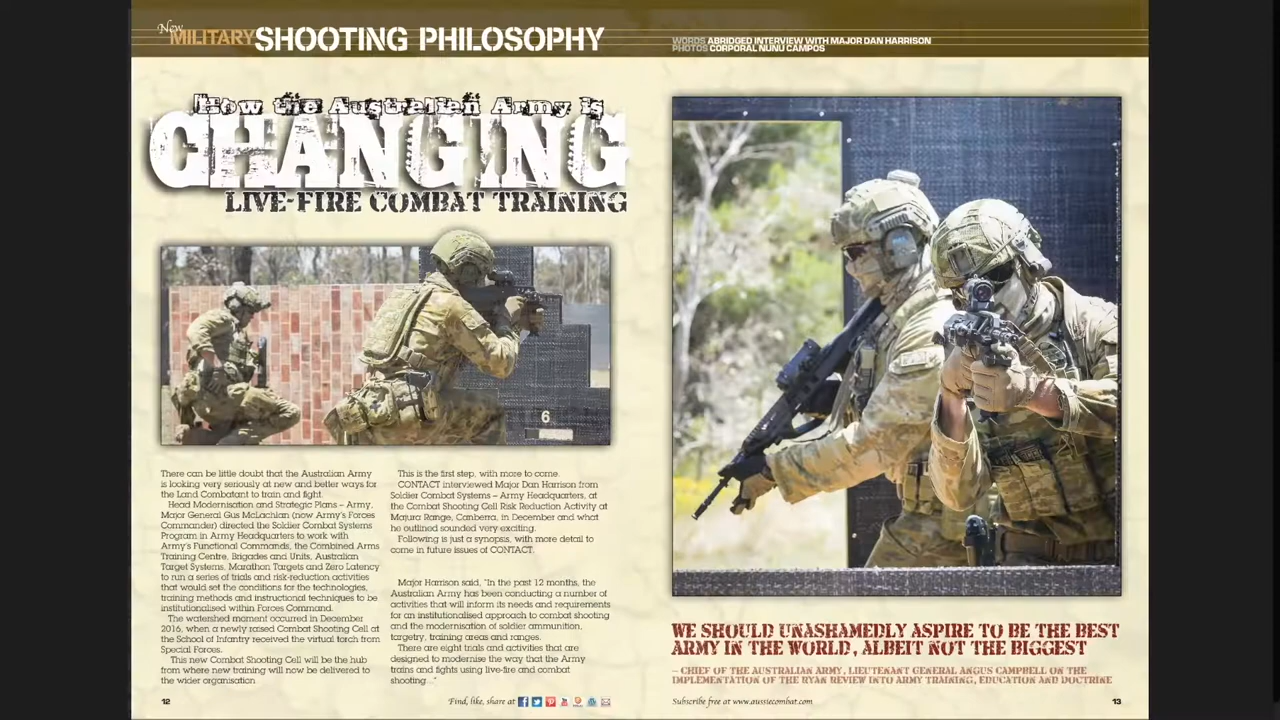 New
MILITARY SHOOTING PHILOSOPHY
WORDS ABRIDGED INTERVIEW WITH MAJOR DAN HARRISON
PHOTOS CORPORAL NUNU CAMPOS
How the Australian Army is
CHANGING
LIVE-FIRE COMBAT TRAINING
6
There can be little doubt that the Australian Army
is looking very seriously at new and better ways for
the Land Combatant to train and fight.
Head Modernisation and Strategic Plans – Army,
Major General Gus McLachlan (now Army's Forces
Commander) directed the Soldier Combat Systems
Program in Army Headquarters to work with
Army's Functional Commands, the Combined Arms
Training Centre, Brigades and Units, Australian
Target Systems, Marathon Targets and Zero Latency
to run a series of trials and risk-reduction activities
that would set the conditions for the technologies,
training methods and instructional techniques to be
institutionalised within Forces Command.
The watershed moment occurred in December
2016, when a newly raised Combat Shooting Cell at
the School of Infantry received the virtual torch from
Special Forces.
This new Combat Shooting Cell will be the hub
from where new training will now be delivered to
the wider organisation.
This is the first step, with more to come.
CONTACT interviewed Major Dan Harrison from
Soldier Combat Systems – Army Headquarters, at
the Combat Shooting Cell Risk Reduction Activity at
Majura Range, Canberra, in December and what
he outlined sounded very exciting.
Following is just a synopsis, with more detail to
come in future issues of CONTACT.
Major Harrison said, "In the past 12 months, the
Australian Army has been conducting a number of
activities that will inform its needs and requirements
for an institutionalised approach to combat shooting
and the modernisation of soldier ammunition,
targetry, training areas and ranges.
There are eight trials and activities that are
designed to modernise the way that the Army
trains and fights using live-fire and combat
shooting..."
WE SHOULD UNASHAMEDLY ASPIRE TO BE THE BEST
ARMY IN THE WORLD, ALBEIT NOT THE BIGGEST
– CHIEF OF THE AUSTRALIAN ARMY, LIEUTENANT GENERAL ANGUS CAMPBELL ON THE
IMPLEMENTATION OF THE RYAN REVIEW INTO ARMY TRAINING, EDUCATION AND DOCTRINE
12
Find, like, share at
Subscribe free at www.aussiecombat.com
13